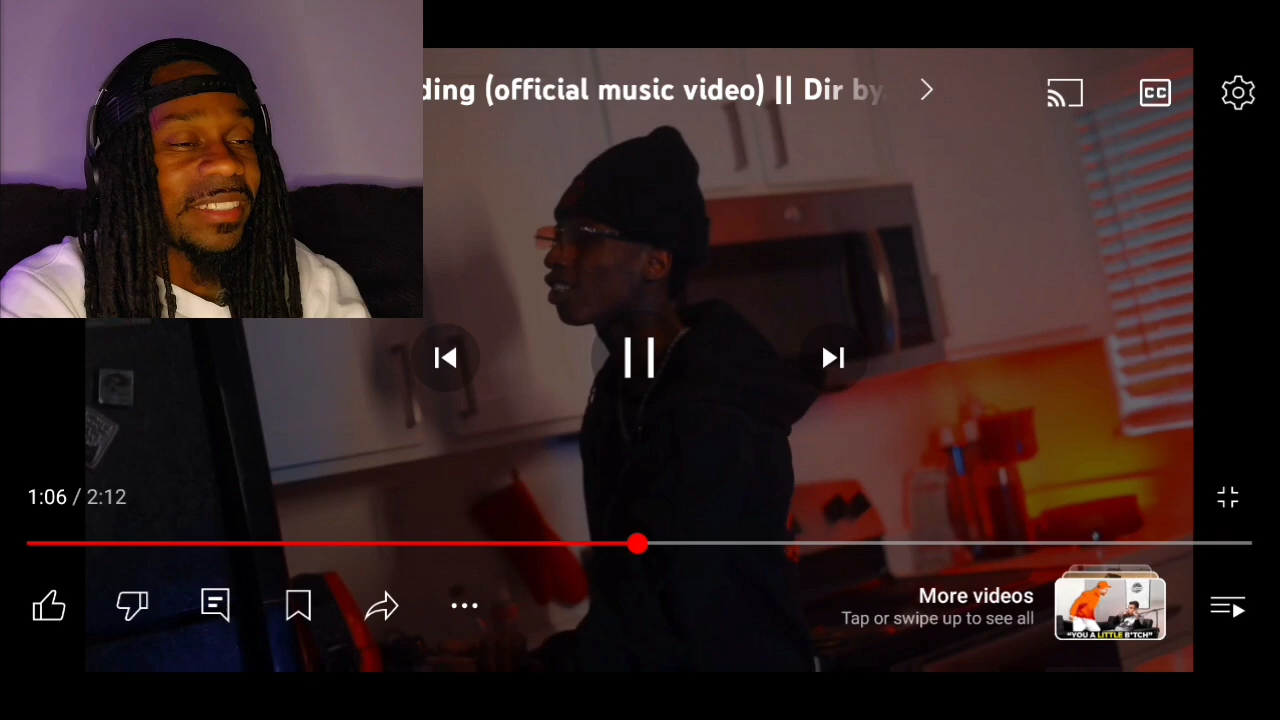 ding (official music video) || Dir by
CC
1:06 / 2:12
More videos
Tap or swipe up to see all
"YOU A LITTLE B*TCH"